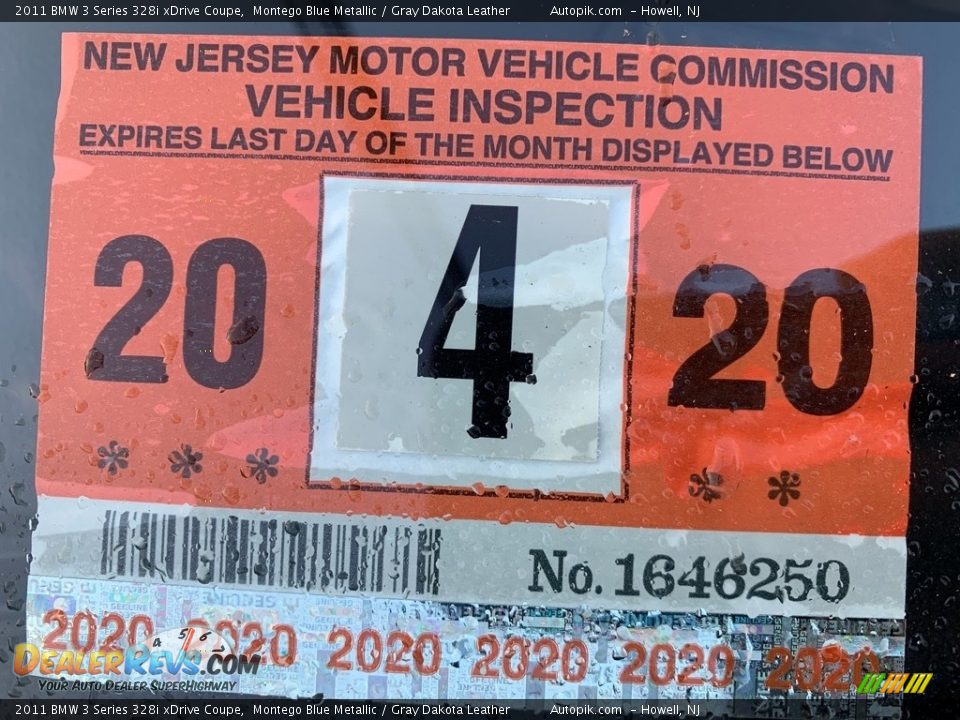 2011 BMW 3 Series 328i xDrive Coupe, Montego Blue Metallic / Gray Dakota Leather Autopik.com - Howell, NJ
NEW JERSEY MOTOR VEHICLE COMMISSION
VEHICLE INSPECTION
EXPIRES LAST DAY OF THE MONTH DISPLAYED BELOW
20 4 20
* * * * *
No. 1646250
2020 2020 2020 2020 2020 2020
DEALERREVS.COM
YOUR AUTO DEALER SUPERHIGHWAY
2011 BMW 3 Series 328i xDrive Coupe, Montego Blue Metallic / Gray Dakota Leather Autopik.com - Howell, NJ